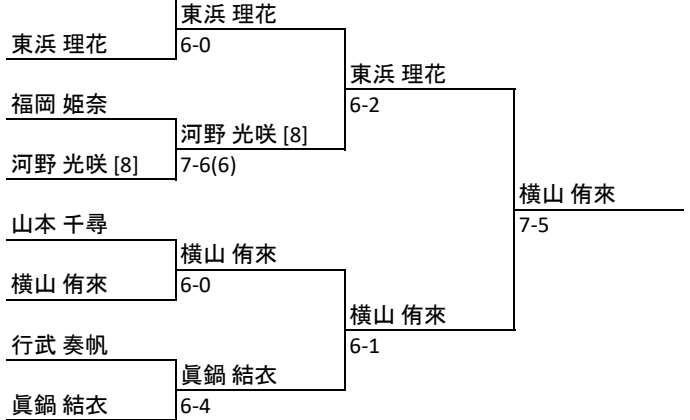 東浜 理花
東浜 理花
6-0
東浜 理花
福岡 姫奈
6-2
河野 光咲 [8]
河野 光咲 [8]
7-6(6)
横山 侑來
山本 千尋
7-5
横山 侑來
横山 侑來
6-0
横山 侑來
行武 奏帆
6-1
眞鍋 結衣
眞鍋 結衣
6-4